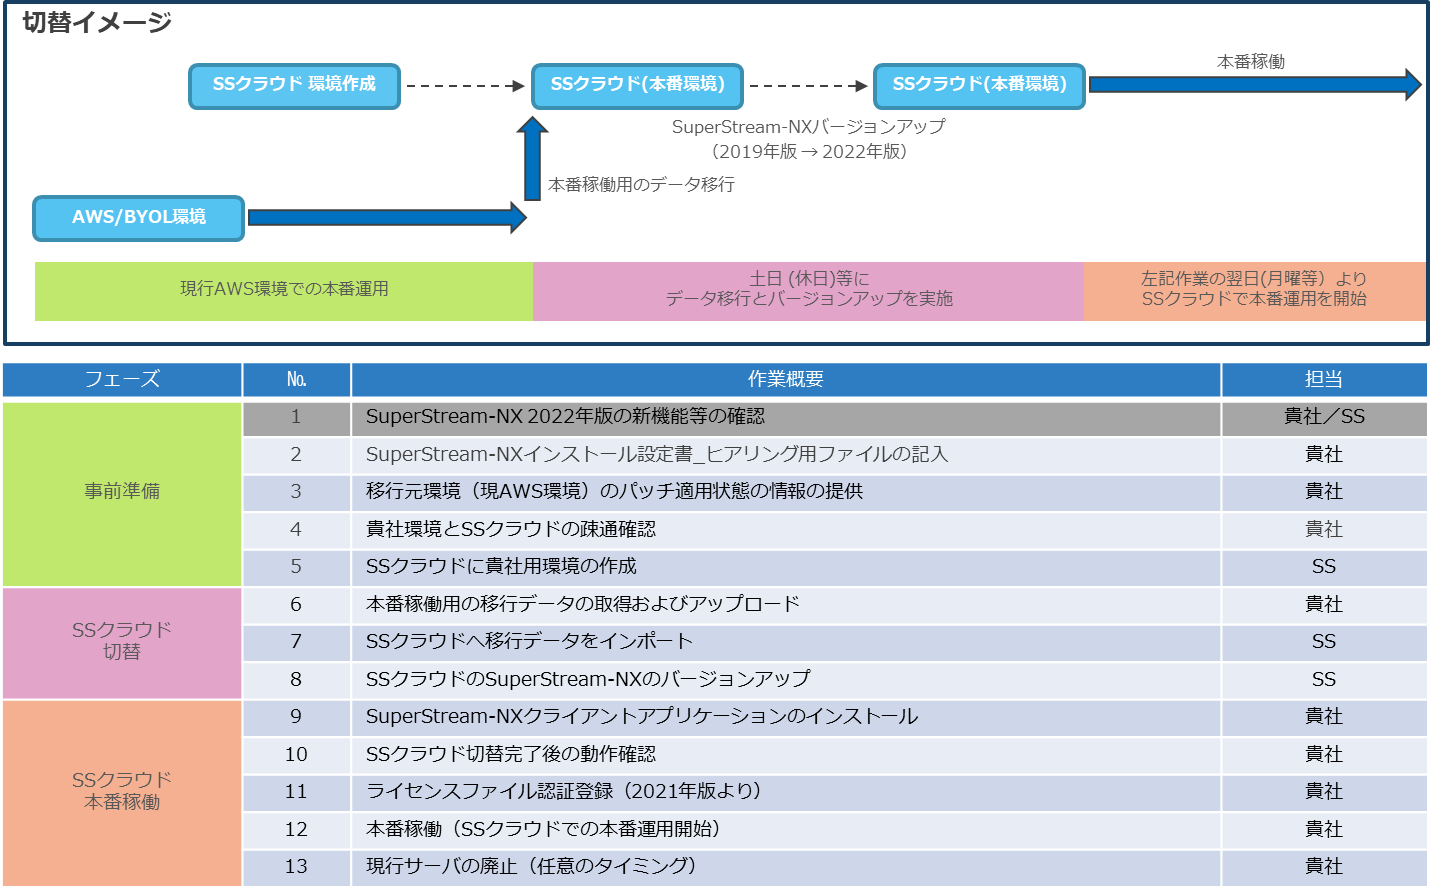 切替イメージ
本番稼働
SSクラウド 環境作成
SSクラウド(本番環境)
SSクラウド(本番環境)
SuperStream-NXバージョンアップ
（2019年版 → 2022年版）
本番稼働用のデータ移行
AWS/BYOL環境
現行AWS環境での本番運用
土日 (休日)等に
データ移行とバージョンアップを実施
左記作業の翌日(月曜等）より
SSクラウドで本番運用を開始
フェーズ No. 作業概要 担当
事前準備
1 SuperStream-NX 2022年版の新機能等の確認 貴社／SS
2 SuperStream-NXインストール設定書_ヒアリング用ファイルの記入 貴社
3 移行元環境（現AWS環境）のパッチ適用状態の情報の提供 貴社
4 貴社環境とSSクラウドの疎通確認 貴社
5 SSクラウドに貴社用環境の作成 SS
SSクラウド
切替
6 本番稼働用の移行データの取得およびアップロード 貴社
7 SSクラウドへ移行データをインポート SS
8 SSクラウドのSuperStream-NXのバージョンアップ SS
SSクラウド
本番稼働
9 SuperStream-NXクライアントアプリケーションのインストール 貴社
10 SSクラウド切替完了後の動作確認 貴社
11 ライセンスファイル認証登録（2021年版より） 貴社
12 本番稼働（SSクラウドでの本番運用開始） 貴社
13 現行サーバの廃止（任意のタイミング） 貴社